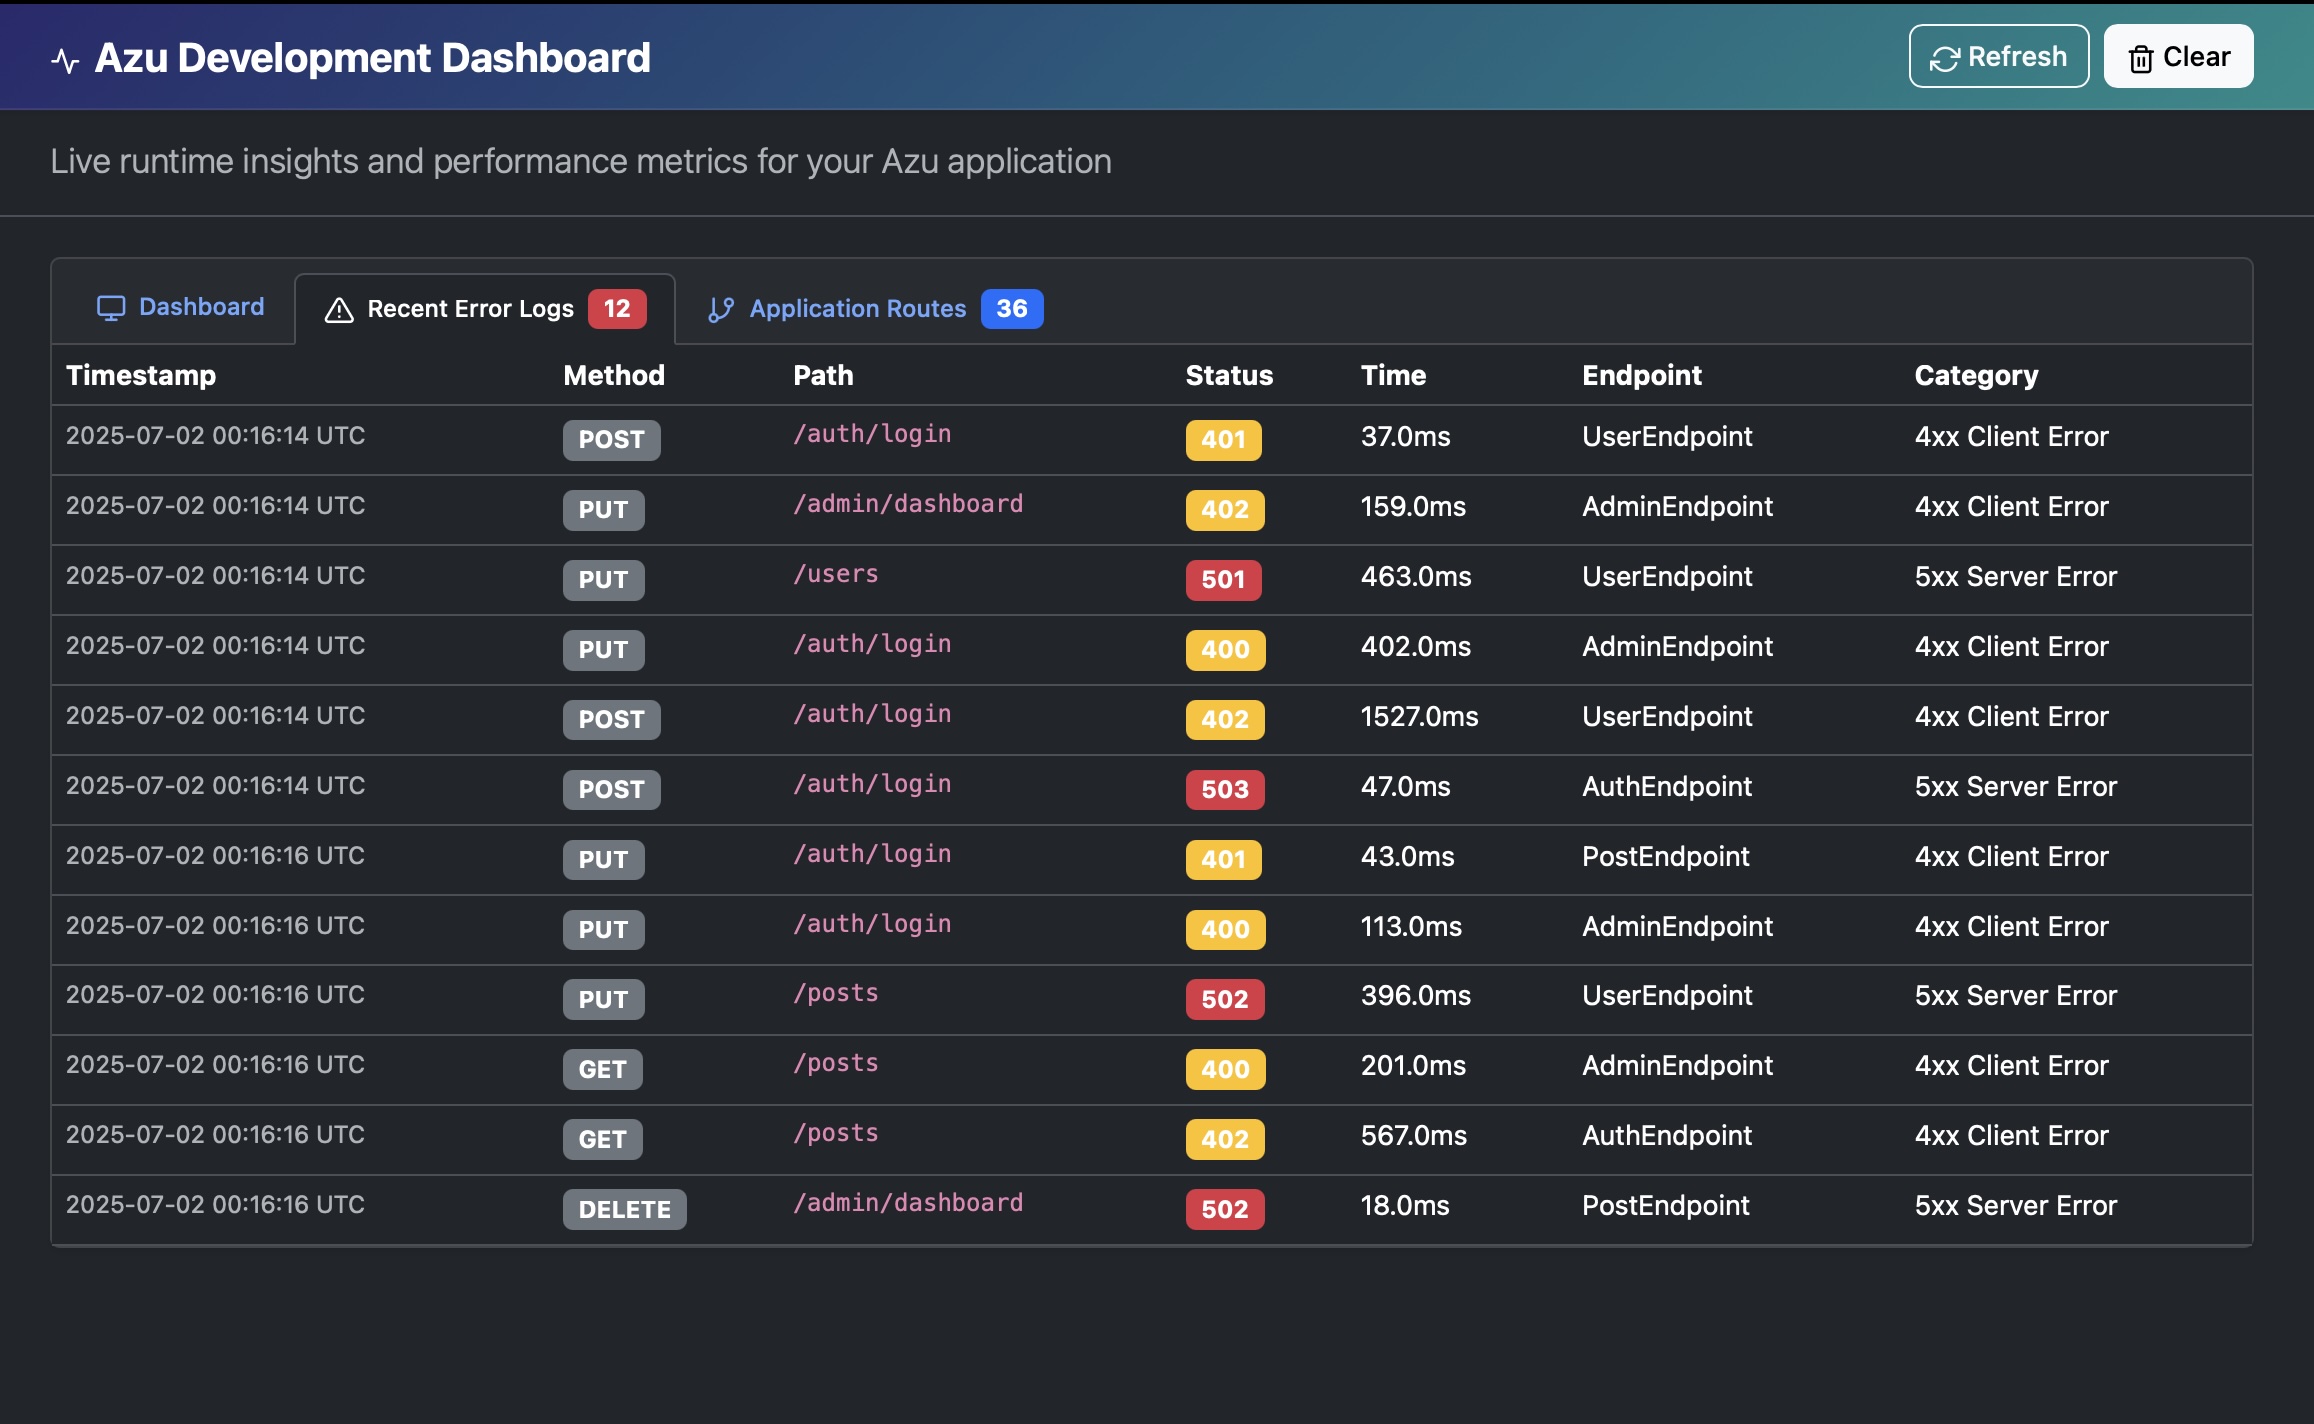 Azu Development Dashboard Refresh Clear
Live runtime insights and performance metrics for your Azu application
Dashboard Recent Error Logs 12 Application Routes 36
Timestamp Method Path Status Time Endpoint Category
2025-07-02 00:16:14 UTC POST /auth/login 401 37.0ms UserEndpoint 4xx Client Error
2025-07-02 00:16:14 UTC PUT /admin/dashboard 402 159.0ms AdminEndpoint 4xx Client Error
2025-07-02 00:16:14 UTC PUT /users 501 463.0ms UserEndpoint 5xx Server Error
2025-07-02 00:16:14 UTC PUT /auth/login 400 402.0ms AdminEndpoint 4xx Client Error
2025-07-02 00:16:14 UTC POST /auth/login 402 1527.0ms UserEndpoint 4xx Client Error
2025-07-02 00:16:14 UTC POST /auth/login 503 47.0ms AuthEndpoint 5xx Server Error
2025-07-02 00:16:16 UTC PUT /auth/login 401 43.0ms PostEndpoint 4xx Client Error
2025-07-02 00:16:16 UTC PUT /auth/login 400 113.0ms AdminEndpoint 4xx Client Error
2025-07-02 00:16:16 UTC PUT /posts 502 396.0ms UserEndpoint 5xx Server Error
2025-07-02 00:16:16 UTC GET /posts 400 201.0ms AdminEndpoint 4xx Client Error
2025-07-02 00:16:16 UTC GET /posts 402 567.0ms AuthEndpoint 4xx Client Error
2025-07-02 00:16:16 UTC DELETE /admin/dashboard 502 18.0ms PostEndpoint 5xx Server Error